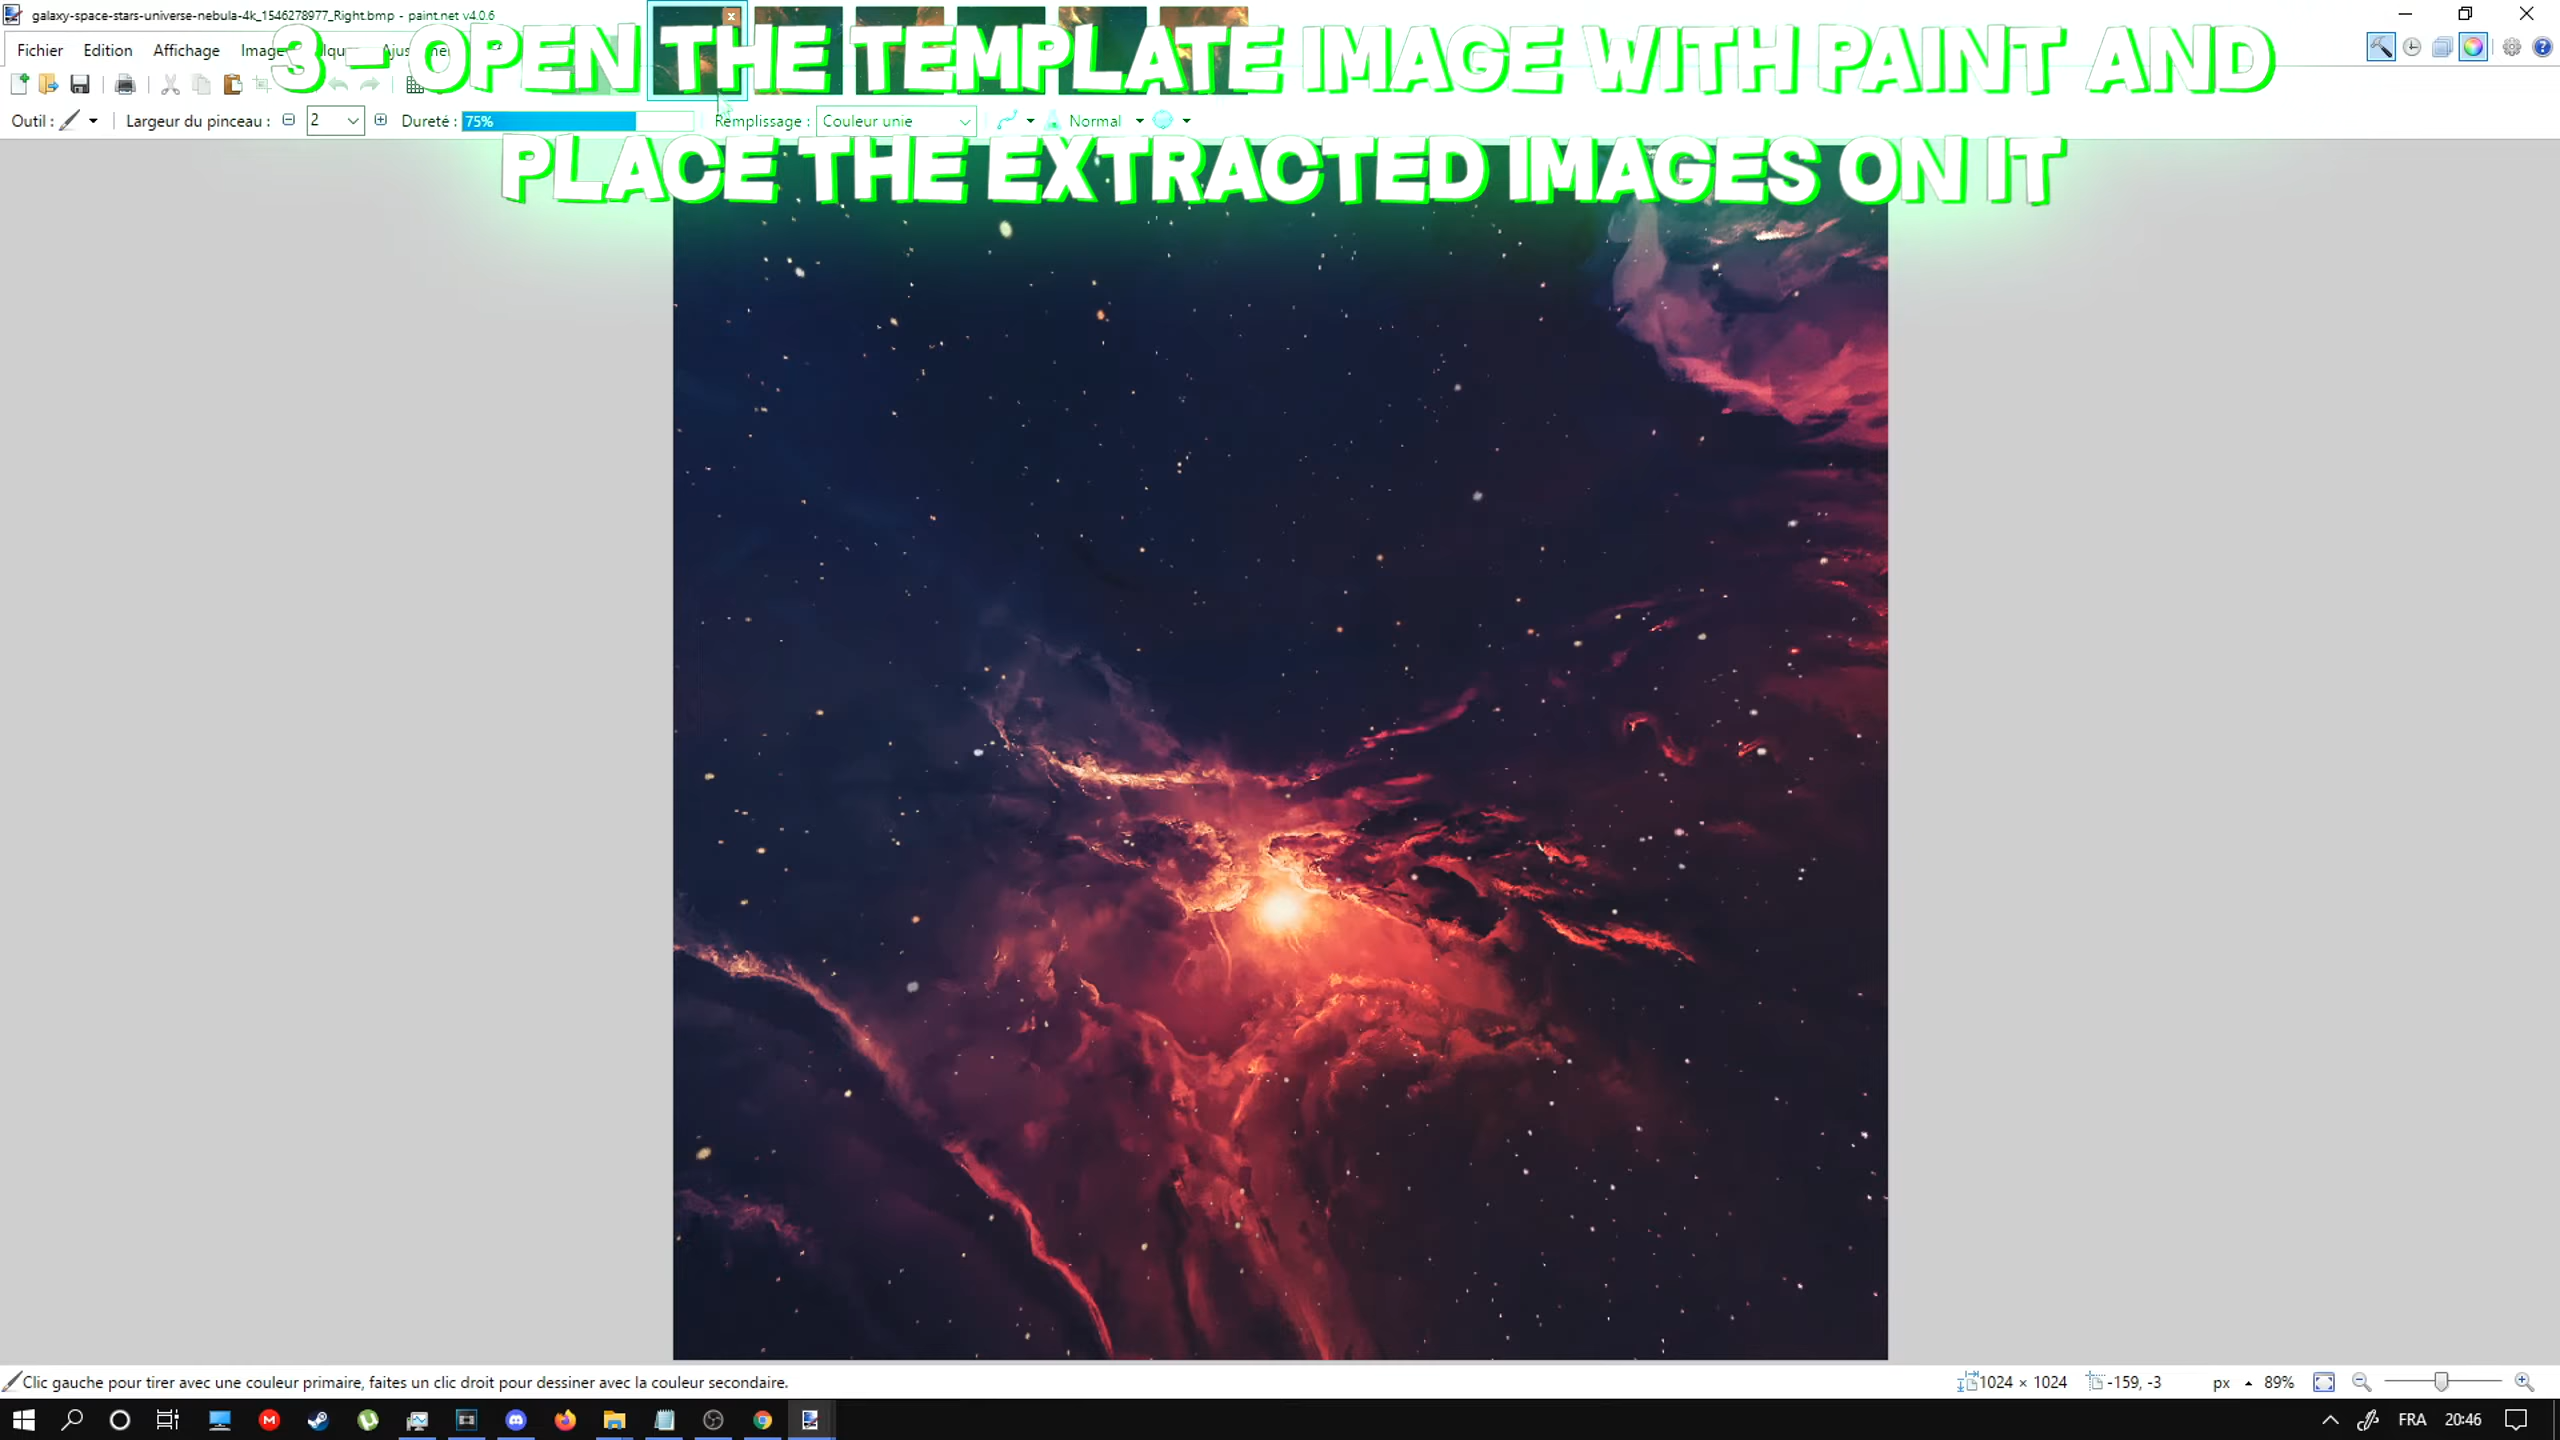 galaxy-space-stars-universe-nebula-4k_1546278977_Right.bmp - paint.net v4.0.6
3 - OPEN THE TEMPLATE IMAGE WITH PAINT AND
PLACE THE EXTRACTED IMAGES ON IT
Fichier Edition Affichage
Outil : Largeur du pinceau : 2 Dureté : 75% Remplissage : Couleur unie Normal
Clic gauche pour tirer avec une couleur primaire, faites un clic droit pour dessiner avec la couleur secondaire.
1024 × 1024 -159, -3 px 89%
FRA 20:46